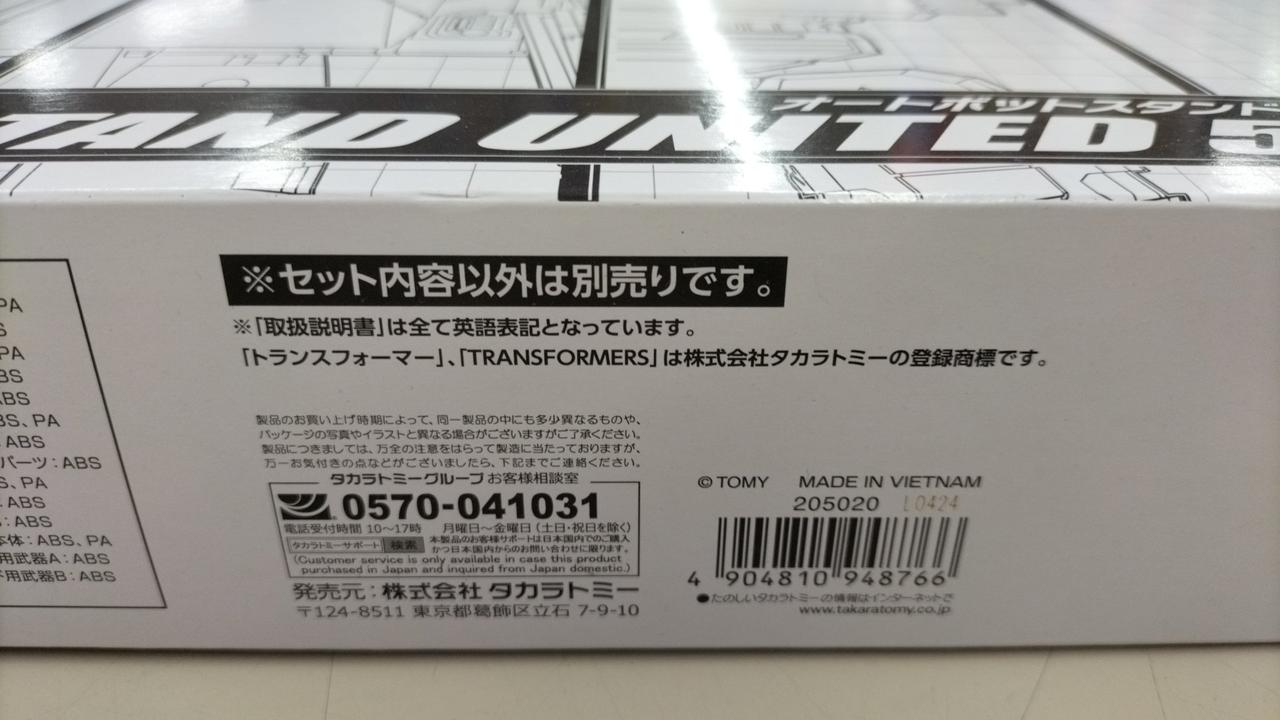 オートボットスタンド
TAND UNITED 5
※セット内容以外は別売りです。
※「取扱説明書」は全て英語表記となっています。
「トランスフォーマー」、「TRANSFORMERS」は株式会社タカラトミーの登録商標です。
PA
S
PA
BS
ABS
BS、PA
: ABS
パーツ：ABS
S、PA
: ABS
S：ABS
本体：ABS、PA
用武器A：ABS
用武器B：ABS
製品のお買い上げ時期によって、同一製品の中にも多少異なるものや、
パッケージの写真やイラストと異なる場合がございますがご了承ください。
製品につきましては、万全の注意をはらって製造に当たっておりますが、
万一お気付きの点などがございましたら、下記までご連絡ください。
タカラトミーグループ お客様相談室
0570-041031
電話受付時間 10〜17時 月曜日〜金曜日（土日・祝日を除く）
タカラトミーサポート 検索 本製品のお客様サポートは日本国内でのご購入
かつ日本国内からのお問い合わせに限ります。
(Customer service is only available in case this product
purchased in Japan and inquired from Japan domestic.)
発売元：株式会社 タカラトミー
〒124-8511 東京都葛飾区立石 7-9-10
© TOMY MADE IN VIETNAM
205020 L0424
4 904810 948766
●たのしいタカラトミーの情報はインターネットで
www.takaratomy.co.jp